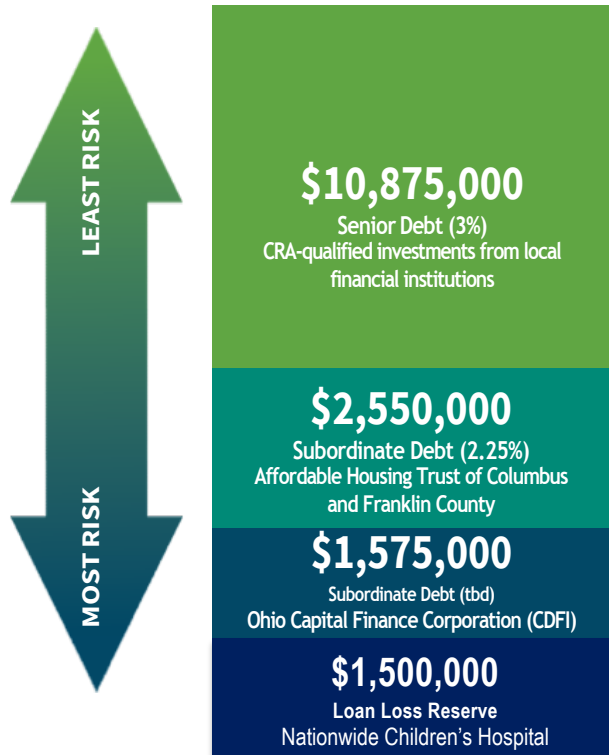 LEAST RISK
MOST RISK
$10,875,000
Senior Debt (3%)
CRA-qualified investments from local
financial institutions
$2,550,000
Subordinate Debt (2.25%)
Affordable Housing Trust of Columbus
and Franklin County
$1,575,000
Subordinate Debt (tbd)
Ohio Capital Finance Corporation (CDFI)
$1,500,000
Loan Loss Reserve
Nationwide Children's Hospital